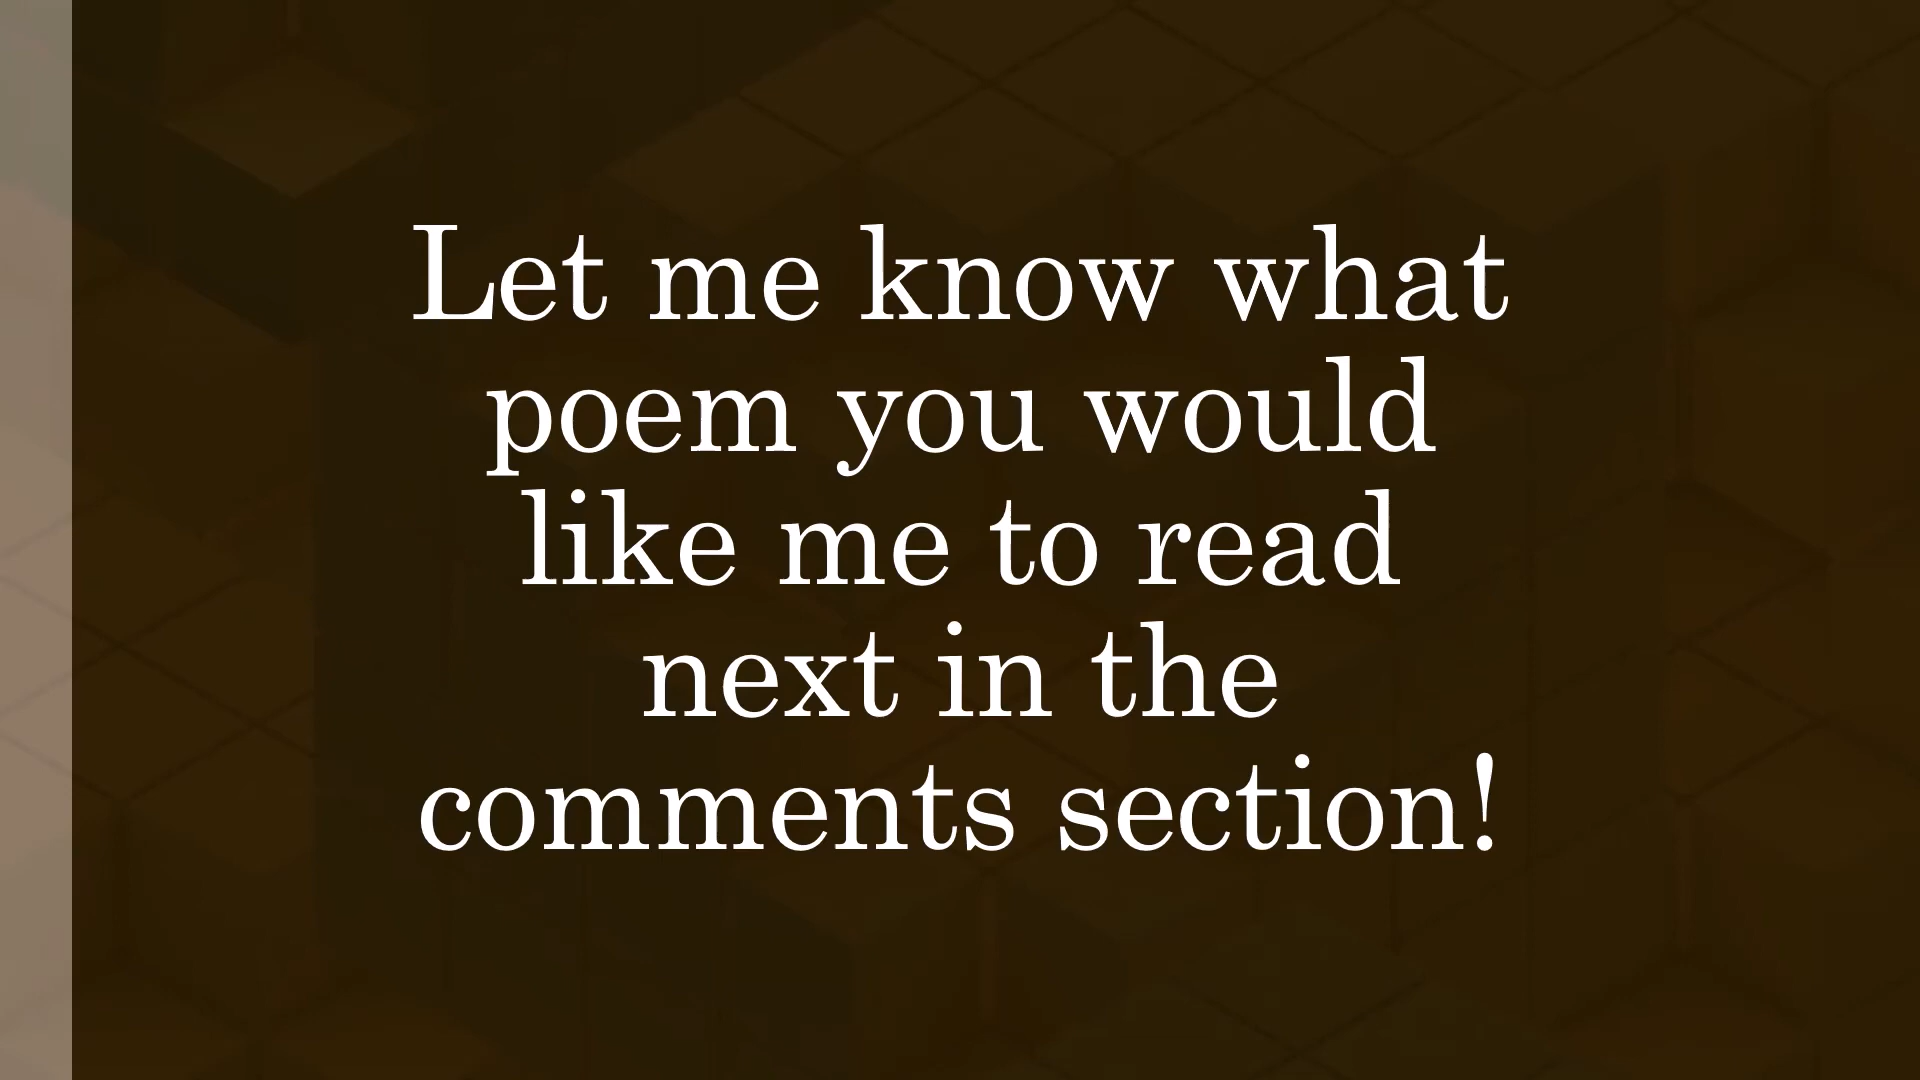 Let me know what
poem you would
like me to read
next in the
comments section!